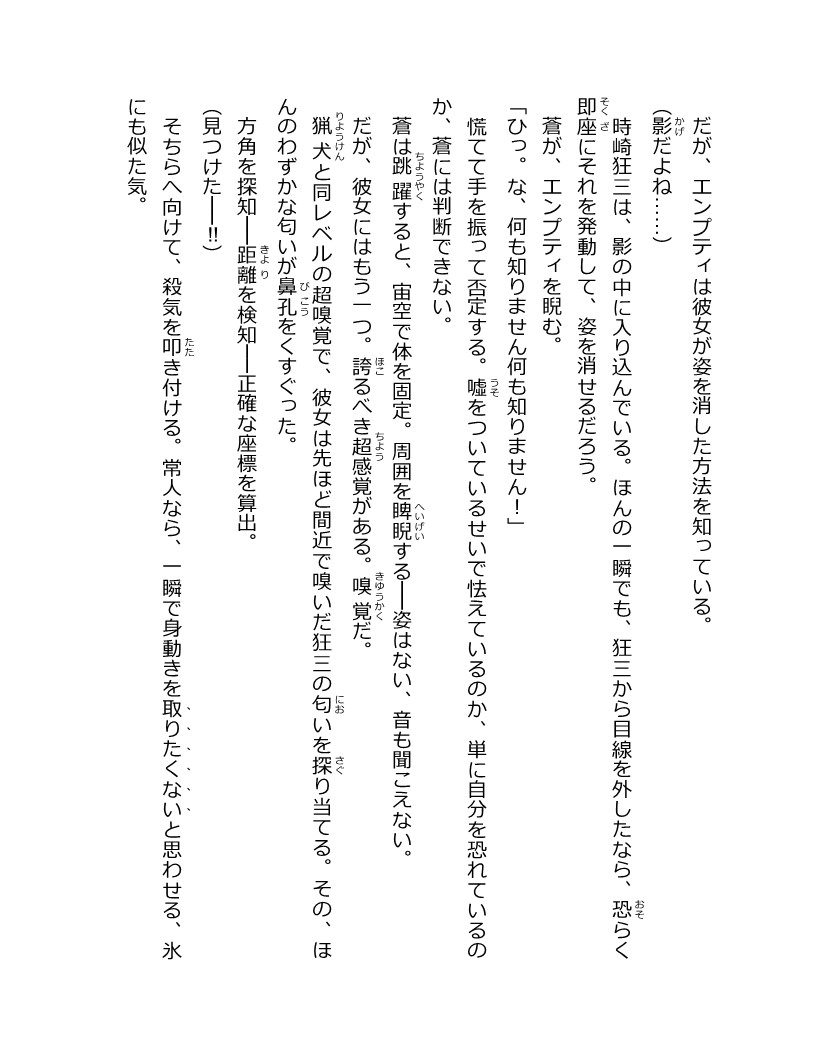 だが、エンプティは彼女が姿を消した方法を知っている。
（影だよね……）
時崎狂三は、影の中に入り込んでいる。ほんの一瞬でも、狂三から目線を外したなら、恐らく
即座にそれを発動して、姿を消せるだろう。
蒼が、エンプティを睨む。
「ひっ。な、何も知りません何も知りません！」
慌てて手を振って否定する。嘘をついているせいで怯えているのか、単に自分を恐れているの
か、蒼には判断できない。
蒼は跳躍すると、宙空で体を固定。周囲を睥睨する──姿はない、音も聞こえない。
だが、彼女にはもう一つ。誇るべき超感覚がある。嗅覚だ。
猟犬と同レベルの超嗅覚で、彼女は先ほど間近で嗅いだ狂三の匂いを探り当てる。その、ほ
んのわずかな匂いが鼻孔をくすぐった。
方角を探知──距離を検知──正確な座標を算出。
（見つけた──!!）
そちらへ向けて、殺気を叩き付ける。常人なら、一瞬で身動きを取りたくないと思わせる、氷
にも似た気。